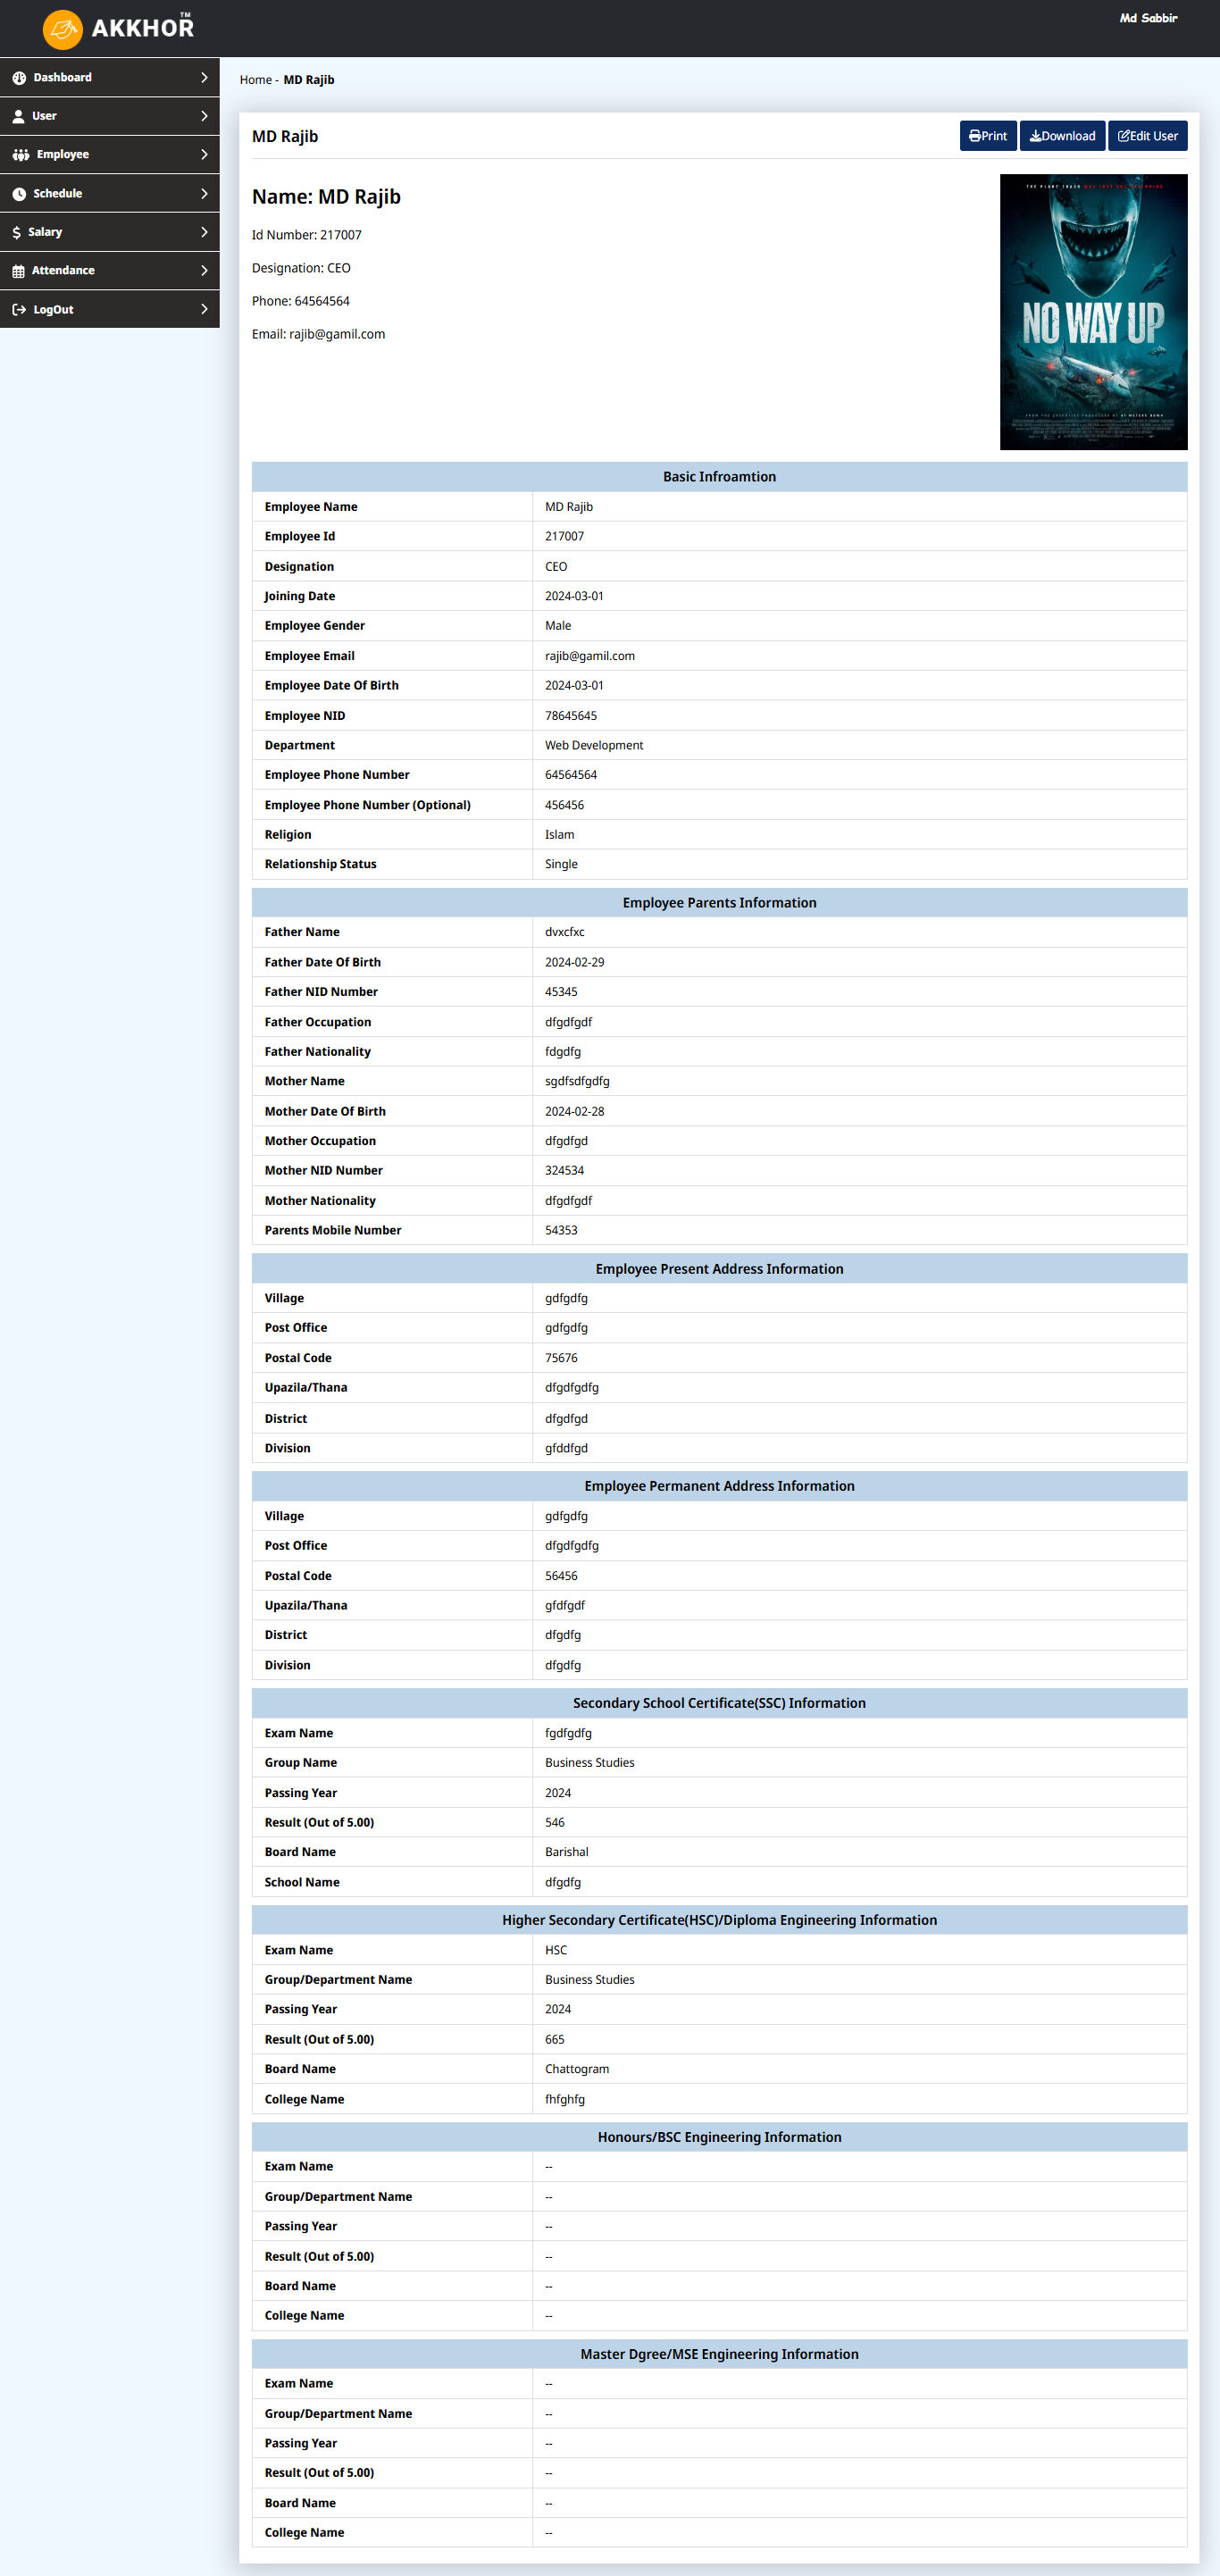 AKKHOR™
Md Sabbir
Dashboard
User
Employee
Schedule
Salary
Attendance
LogOut
Home - MD Rajib
MD Rajib
Print Download Edit User
Name: MD Rajib
Id Number: 217007
Designation: CEO
Phone: 64564564
Email: rajib@gamil.com
NO WAY UP
Basic Infroamtion
Employee Name MD Rajib
Employee Id 217007
Designation CEO
Joining Date 2024-03-01
Employee Gender Male
Employee Email rajib@gamil.com
Employee Date Of Birth 2024-03-01
Employee NID 78645645
Department Web Development
Employee Phone Number 64564564
Employee Phone Number (Optional) 456456
Religion Islam
Relationship Status Single
Employee Parents Information
Father Name dvxcfxc
Father Date Of Birth 2024-02-29
Father NID Number 45345
Father Occupation dfgdfgdf
Father Nationality fdgdfg
Mother Name sgdfsdfgdfg
Mother Date Of Birth 2024-02-28
Mother Occupation dfgdfgd
Mother NID Number 324534
Mother Nationality dfgdfgdf
Parents Mobile Number 54353
Employee Present Address Information
Village gdfgdfg
Post Office gdfgdfg
Postal Code 75676
Upazila/Thana dfgdfgdfg
District dfgdfgd
Division gfddfgd
Employee Permanent Address Information
Village gdfgdfg
Post Office dfgdfgdfg
Postal Code 56456
Upazila/Thana gfdfgdf
District dfgdfg
Division dfgdfg
Secondary School Certificate(SSC) Information
Exam Name fgdfgdfg
Group Name Business Studies
Passing Year 2024
Result (Out of 5.00) 546
Board Name Barishal
School Name dfgdfg
Higher Secondary Certificate(HSC)/Diploma Engineering Information
Exam Name HSC
Group/Department Name Business Studies
Passing Year 2024
Result (Out of 5.00) 665
Board Name Chattogram
College Name fhfghfg
Honours/BSC Engineering Information
Exam Name --
Group/Department Name --
Passing Year --
Result (Out of 5.00) --
Board Name --
College Name --
Master Dgree/MSE Engineering Information
Exam Name --
Group/Department Name --
Passing Year --
Result (Out of 5.00) --
Board Name --
College Name --